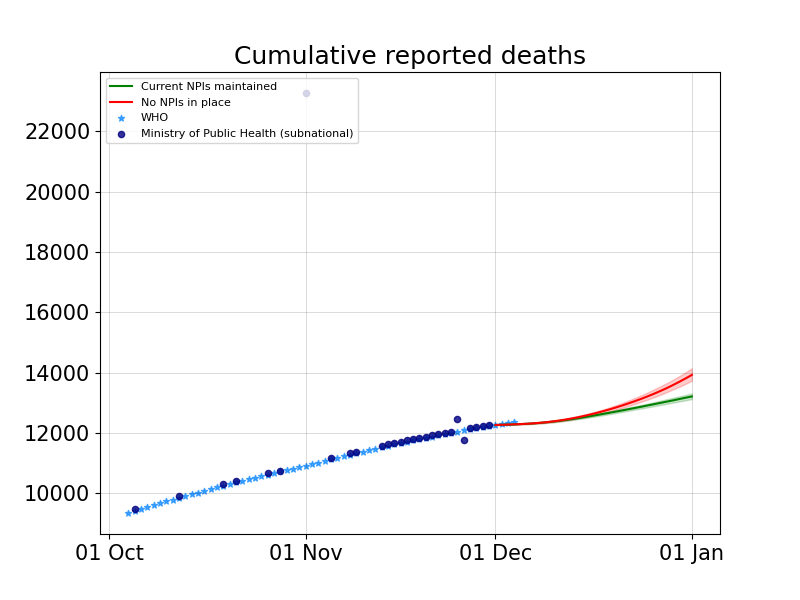 Cumulative reported deaths
Current NPIs maintained
No NPIs in place
WHO
Ministry of Public Health (subnational)
22000
20000
18000
16000
14000
12000
10000
01 Oct
01 Nov
01 Dec
01 Jan